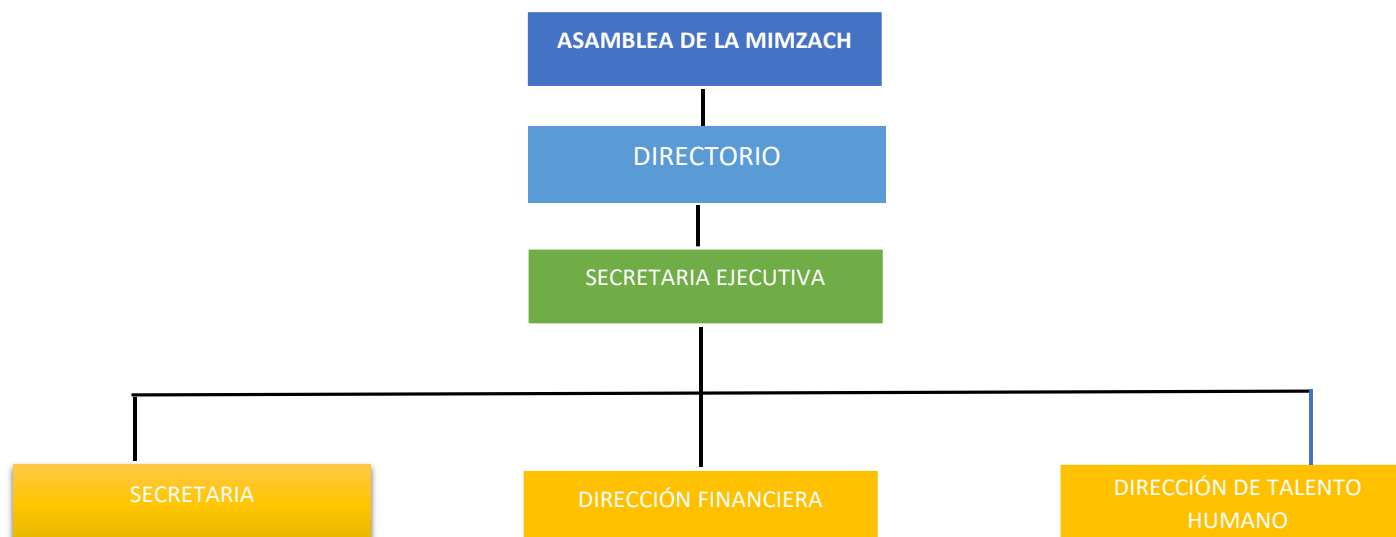 ASAMBLEA DE LA MIMZACH
DIRECTORIO
SECRETARIA EJECUTIVA
SECRETARIA
DIRECCIÓN FINANCIERA
DIRECCIÓN DE TALENTO
HUMANO